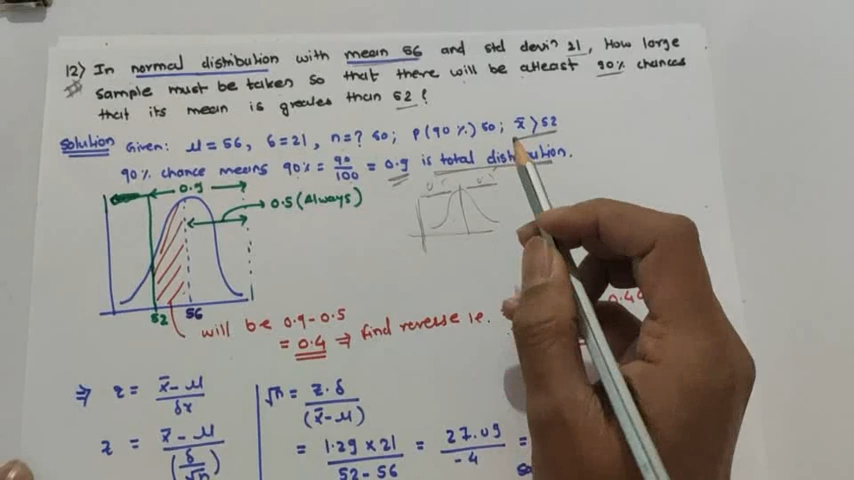 12) In normal distribution with mean 56 and std devin 21, How large
sample must be taken so that there will be atleast 90% chances
that its mean is greater than 52?
Solution Given: μ = 56, σ = 21, n = ? so; P(90%) so; x̄ > 52
90% chance means 90% = 90/100 = 0.9 is total distribution.
0.9
0.5 (Always)
52 56
will be 0.9 - 0.5
= 0.4 ⇒ find reverse i.e.
⇒ z = x̄ - μ / σx
√n = z·σ / (x̄ - μ)
z = x̄ - μ / (σ/√n)
= 1.29 × 21 / 52 - 56 = 27.09 / -4 =